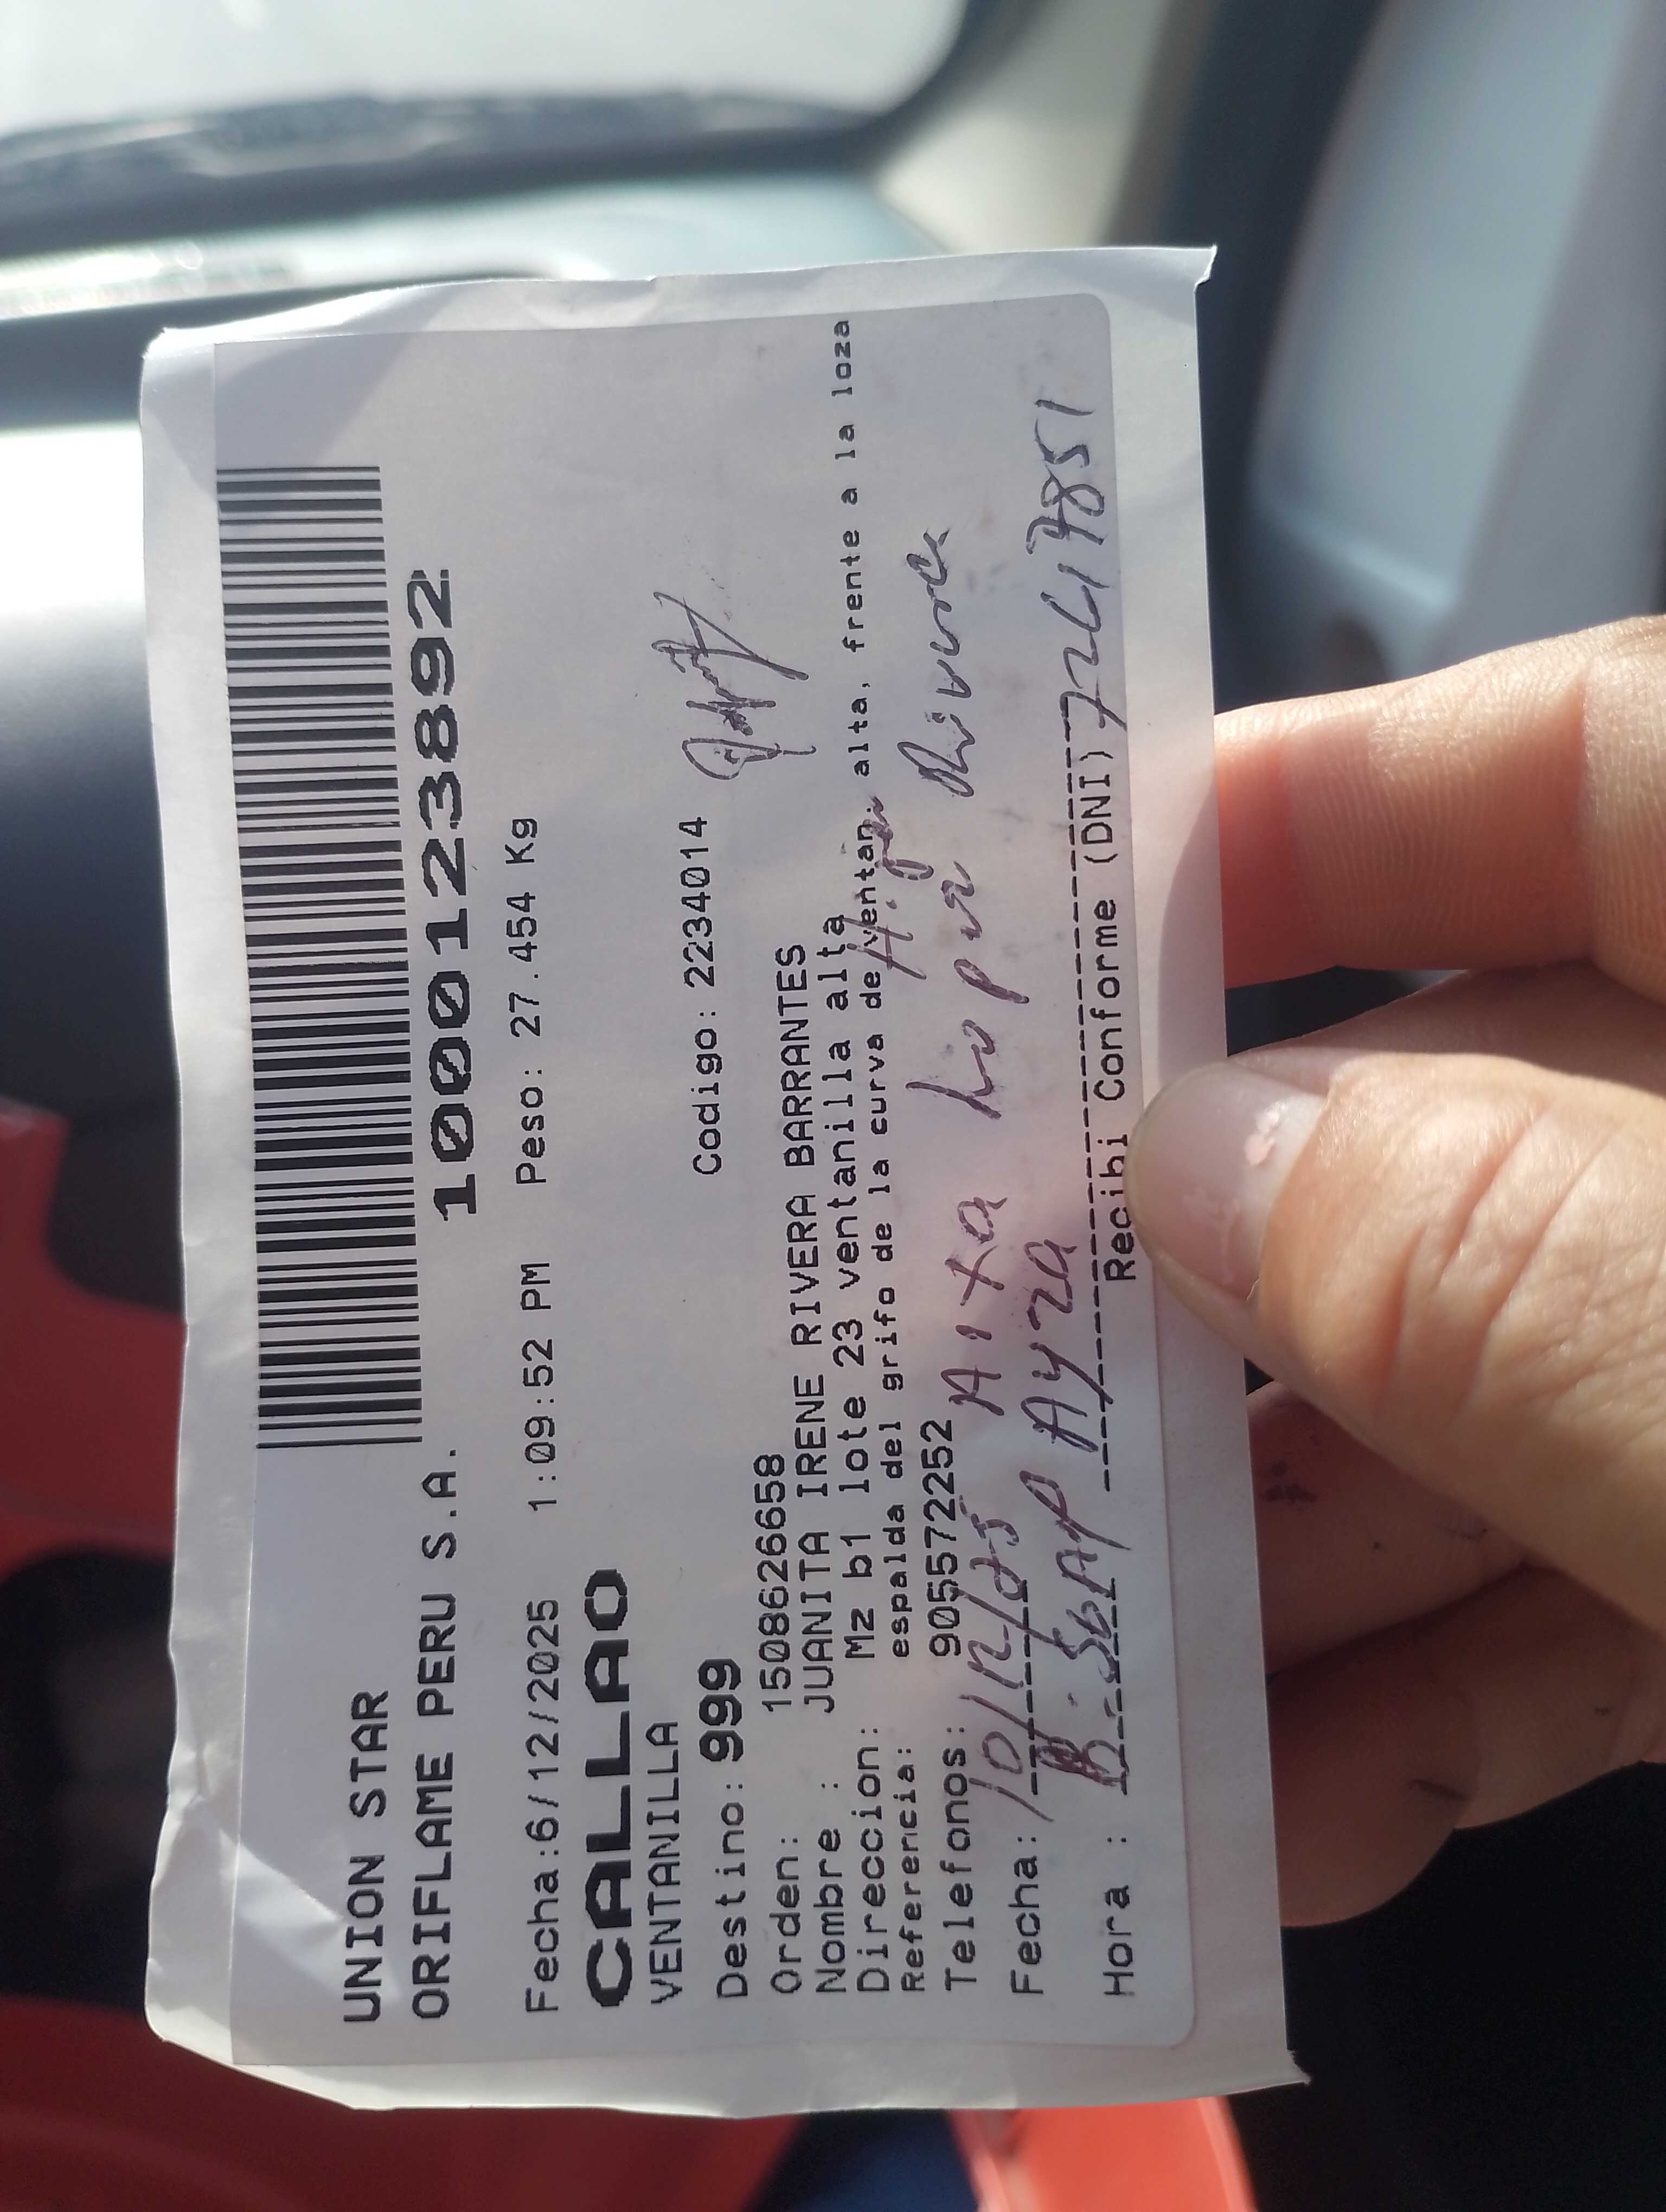 UNION STAR
ORIFLAME PERU S.A.
1000123892
Fecha:6/12/2025 1:09:52 PM Peso: 27.454 Kg
CALLAO
VENTANILLA
Destino: 999 Codigo: 2234014
Orden: 1508626658
Nombre : JUANITA IRENE RIVERA BARRANTES
Direccion: Mz b1 lote 23 ventanilla alta
Referencia: espalda del grifo de la curva de ventan alta, frente a la loza
Telefonos: 905572252
Hija
Fecha: 10/12/25 Aixa Lopez Rivera
Hora : 72417851
Recibi Conforme (DNI)